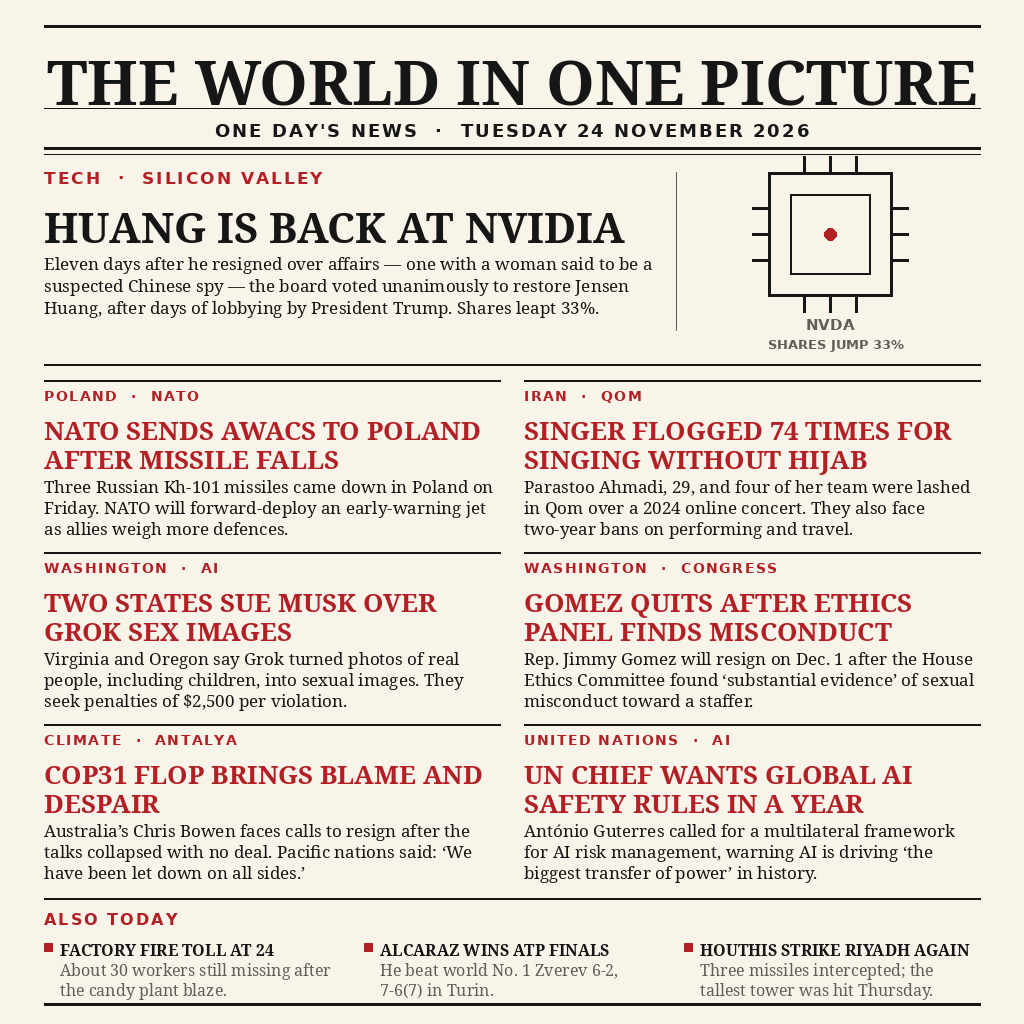 THE WORLD IN ONE PICTURE
ONE DAY'S NEWS · TUESDAY 24 NOVEMBER 2026
TECH · SILICON VALLEY
HUANG IS BACK AT NVIDIA
Eleven days after he resigned over affairs — one with a woman said to be a
suspected Chinese spy — the board voted unanimously to restore Jensen
Huang, after days of lobbying by President Trump. Shares leapt 33%.
NVDA
SHARES JUMP 33%
POLAND · NATO
NATO SENDS AWACS TO POLAND
AFTER MISSILE FALLS
Three Russian Kh-101 missiles came down in Poland on
Friday. NATO will forward-deploy an early-warning jet
as allies weigh more defences.
IRAN · QOM
SINGER FLOGGED 74 TIMES FOR
SINGING WITHOUT HIJAB
Parastoo Ahmadi, 29, and four of her team were lashed
in Qom over a 2024 online concert. They also face
two-year bans on performing and travel.
WASHINGTON · AI
TWO STATES SUE MUSK OVER
GROK SEX IMAGES
Virginia and Oregon say Grok turned photos of real
people, including children, into sexual images. They
seek penalties of $2,500 per violation.
WASHINGTON · CONGRESS
GOMEZ QUITS AFTER ETHICS
PANEL FINDS MISCONDUCT
Rep. Jimmy Gomez will resign on Dec. 1 after the House
Ethics Committee found ‘substantial evidence’ of sexual
misconduct toward a staffer.
CLIMATE · ANTALYA
COP31 FLOP BRINGS BLAME AND
DESPAIR
Australia’s Chris Bowen faces calls to resign after the
talks collapsed with no deal. Pacific nations said: ‘We
have been let down on all sides.’
UNITED NATIONS · AI
UN CHIEF WANTS GLOBAL AI
SAFETY RULES IN A YEAR
António Guterres called for a multilateral framework
for AI risk management, warning AI is driving ‘the
biggest transfer of power’ in history.
ALSO TODAY
FACTORY FIRE TOLL AT 24
About 30 workers still missing after
the candy plant blaze.
ALCARAZ WINS ATP FINALS
He beat world No. 1 Zverev 6-2,
7-6(7) in Turin.
HOUTHIS STRIKE RIYADH AGAIN
Three missiles intercepted; the
tallest tower was hit Thursday.